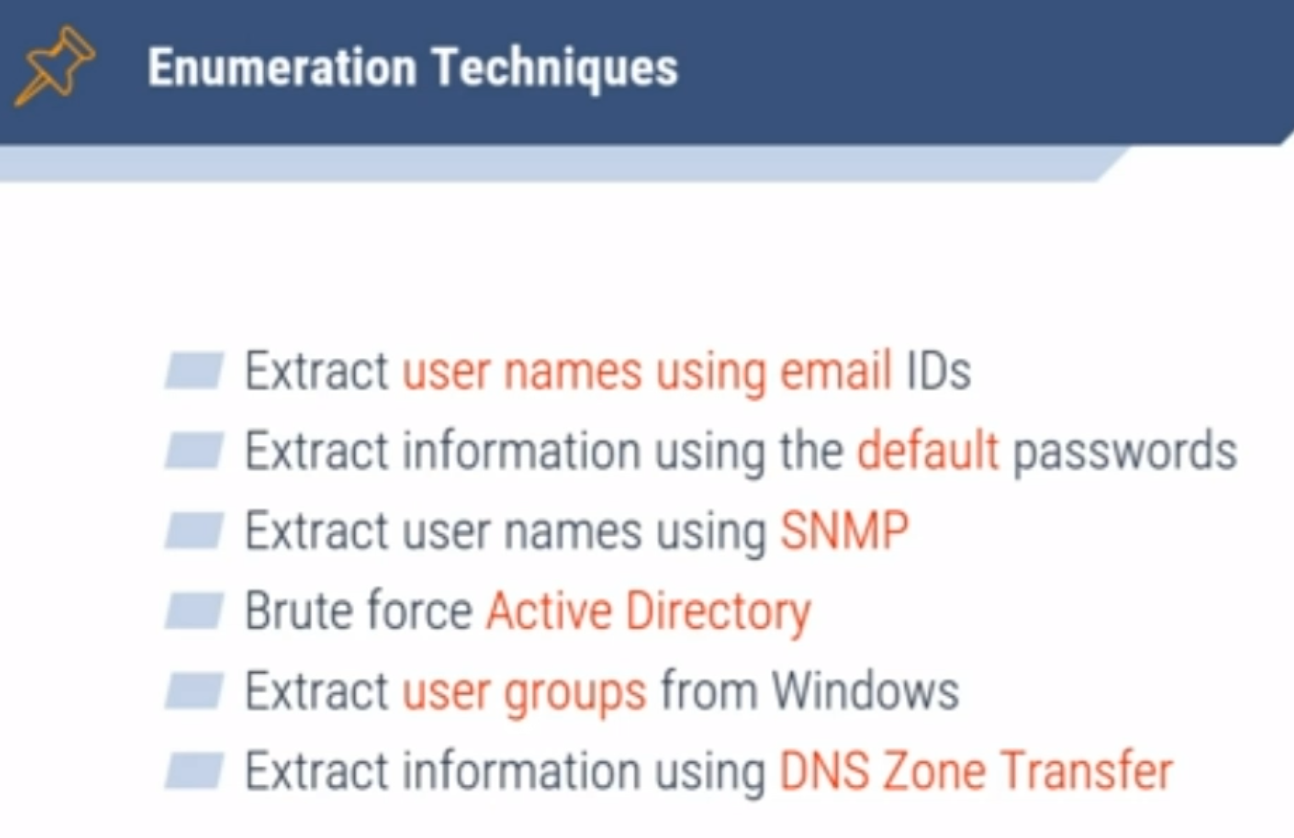 Enumeration Techniques
Extract user names using email IDs
Extract information using the default passwords
Extract user names using SNMP
Brute force Active Directory
Extract user groups from Windows
Extract information using DNS Zone Transfer